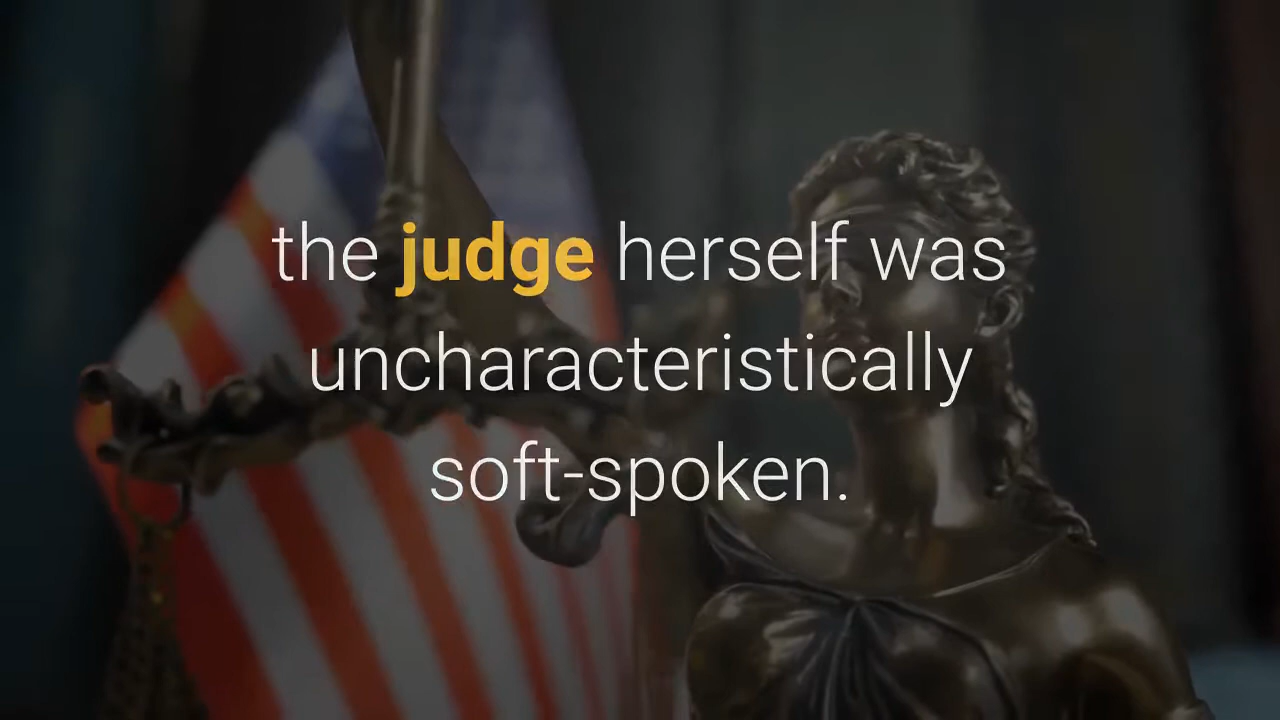 the judge herself was
uncharacteristically
soft-spoken.